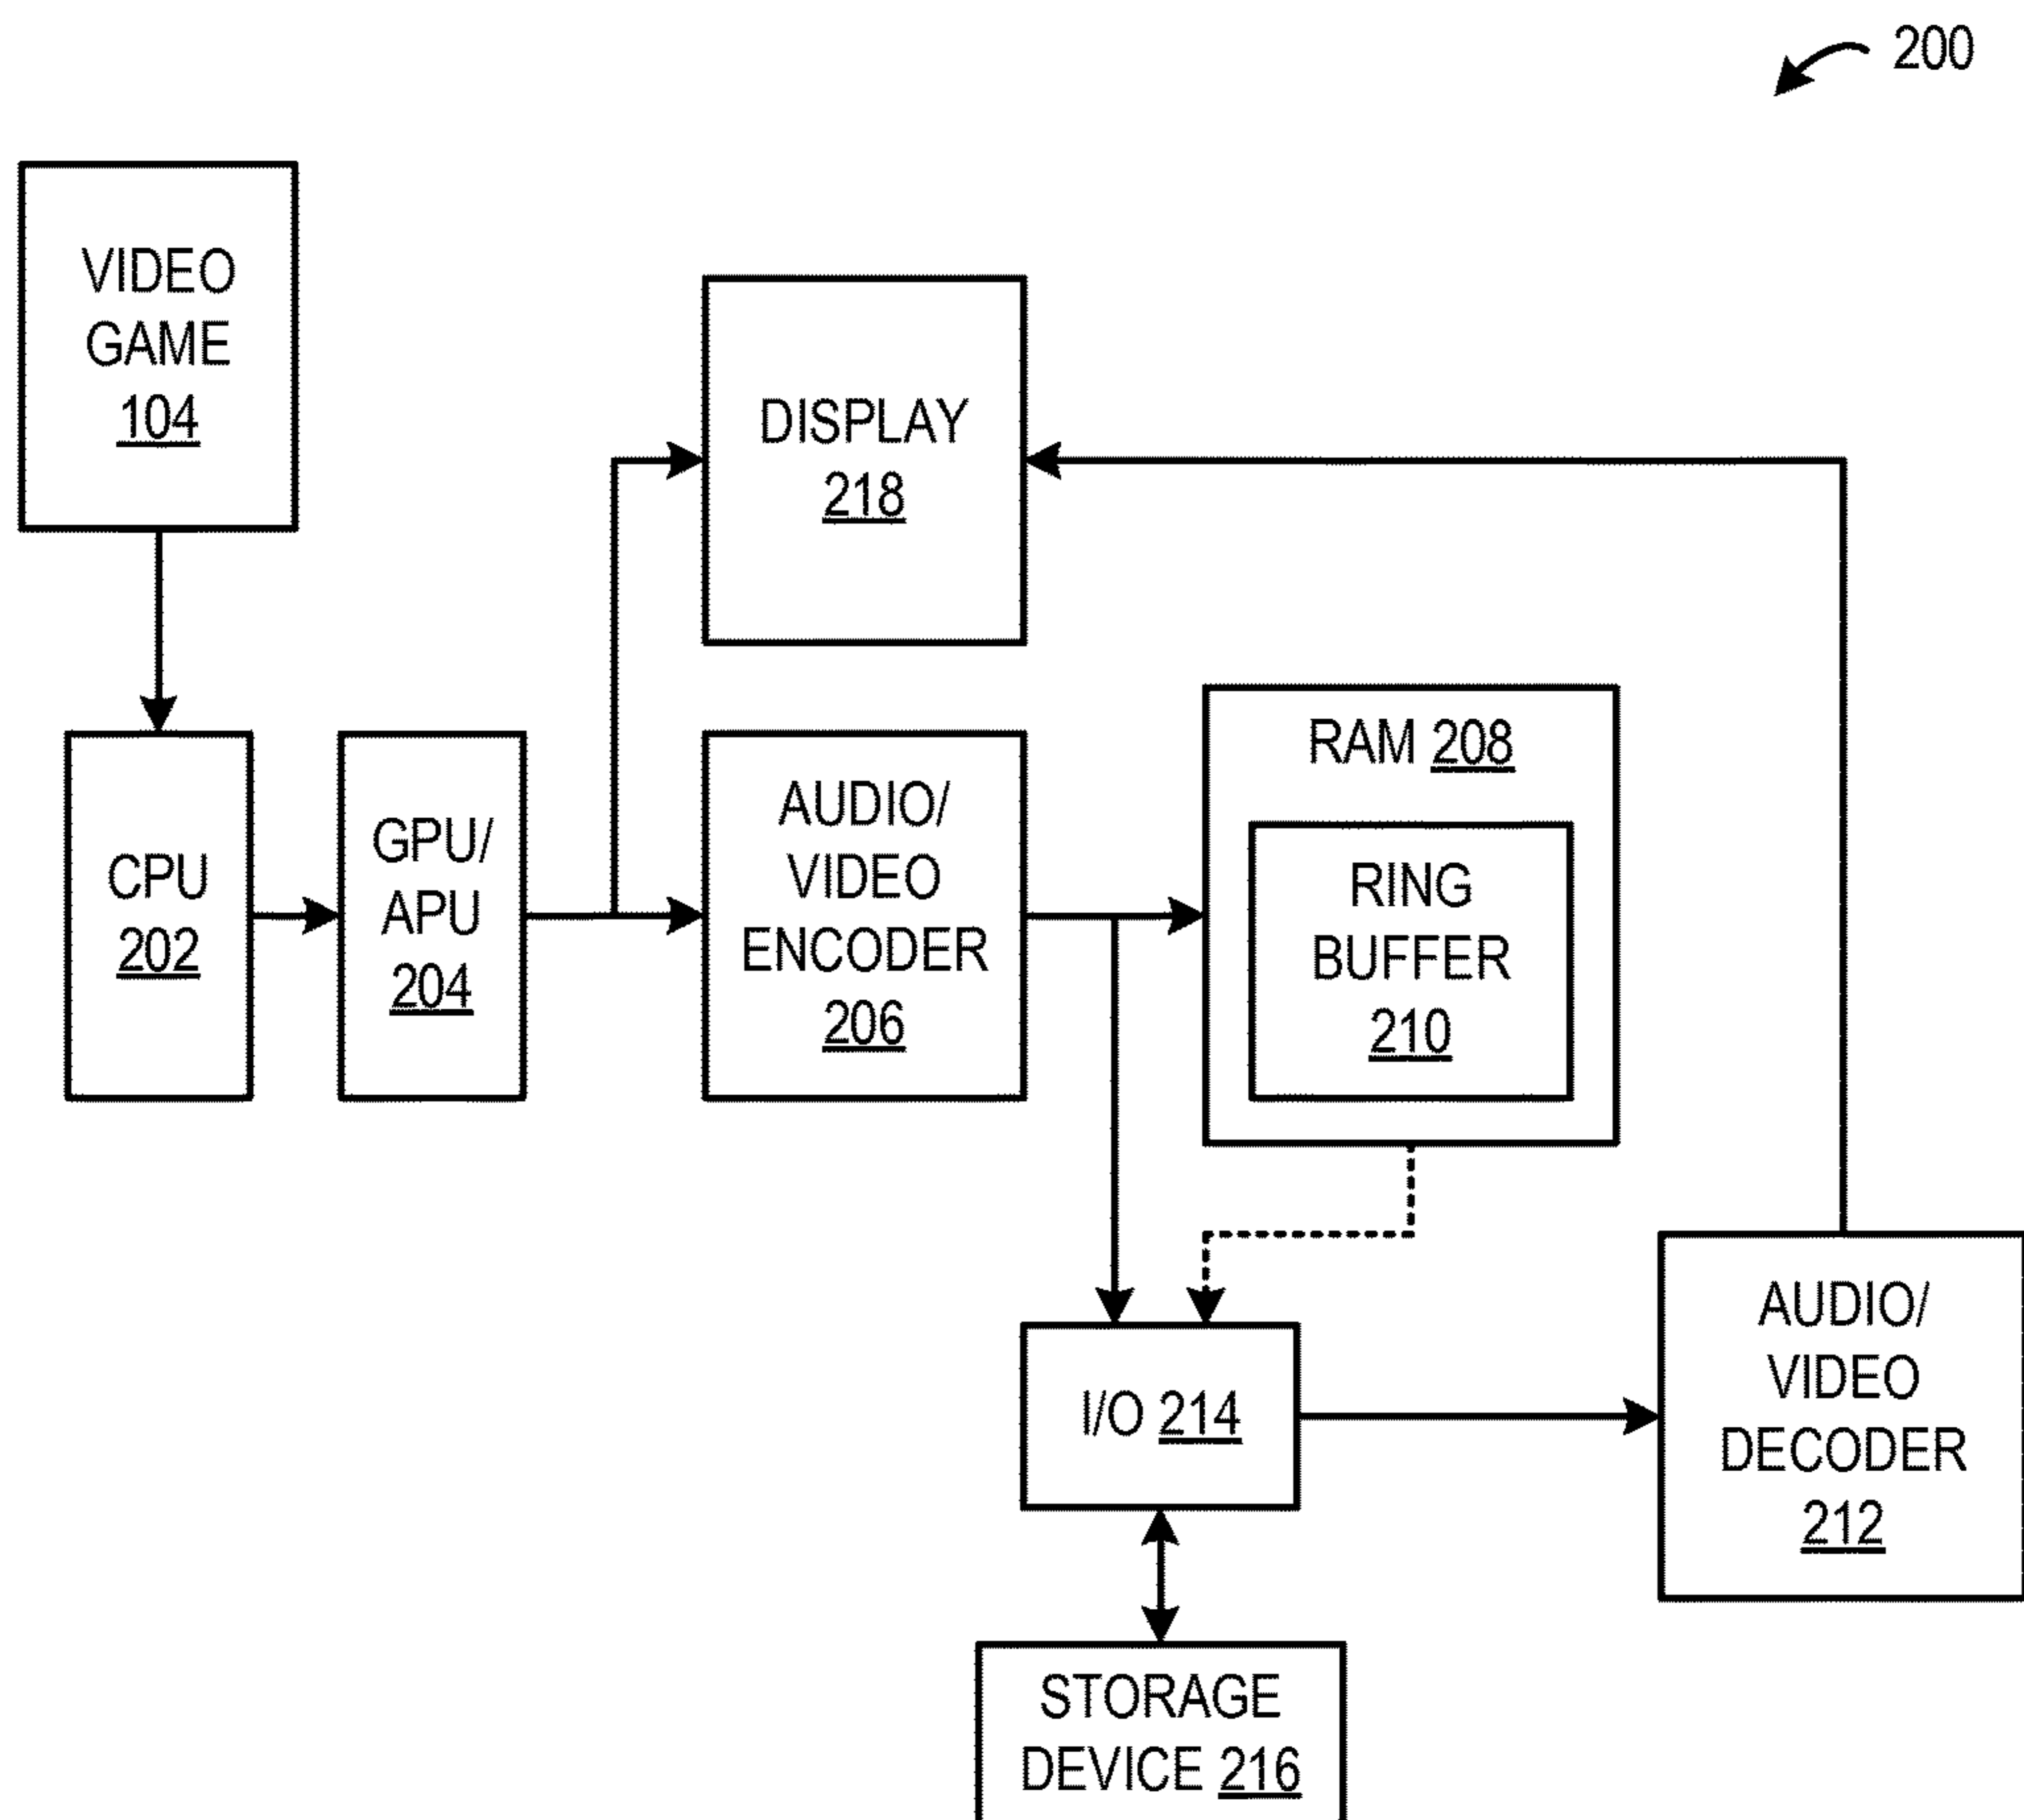 200
VIDEO
GAME
104
DISPLAY
218
CPU
202
GPU/
APU
204
AUDIO/
VIDEO
ENCODER
206
RAM 208
RING
BUFFER
210
I/O 214
AUDIO/
VIDEO
DECODER
212
STORAGE
DEVICE 216